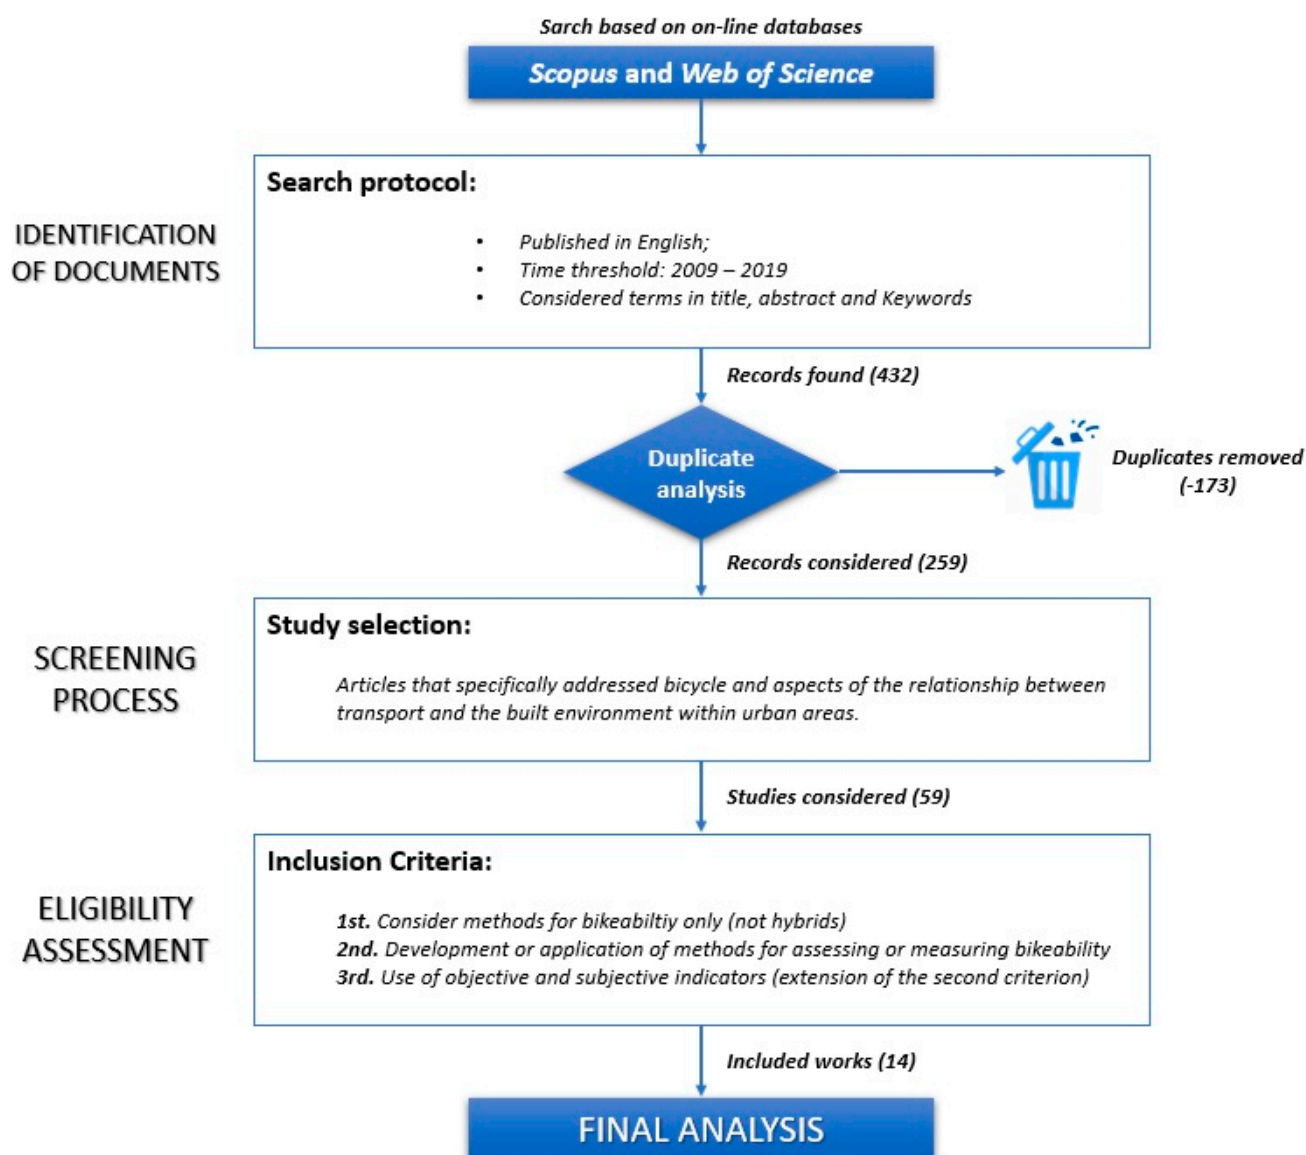 Sarch based on on-line databases
Scopus and Web of Science
Search protocol:
IDENTIFICATION
OF DOCUMENTS
• Published in English;
• Time threshold: 2009 – 2019
• Considered terms in title, abstract and Keywords
Records found (432)
Duplicate
analysis
Duplicates removed
(-173)
Records considered (259)
Study selection:
SCREENING
PROCESS
Articles that specifically addressed bicycle and aspects of the relationship between
transport and the built environment within urban areas.
Studies considered (59)
Inclusion Criteria:
ELIGIBILITY
ASSESSMENT
1st. Consider methods for bikeabiltiy only (not hybrids)
2nd. Development or application of methods for assessing or measuring bikeability
3rd. Use of objective and subjective indicators (extension of the second criterion)
Included works (14)
FINAL ANALYSIS